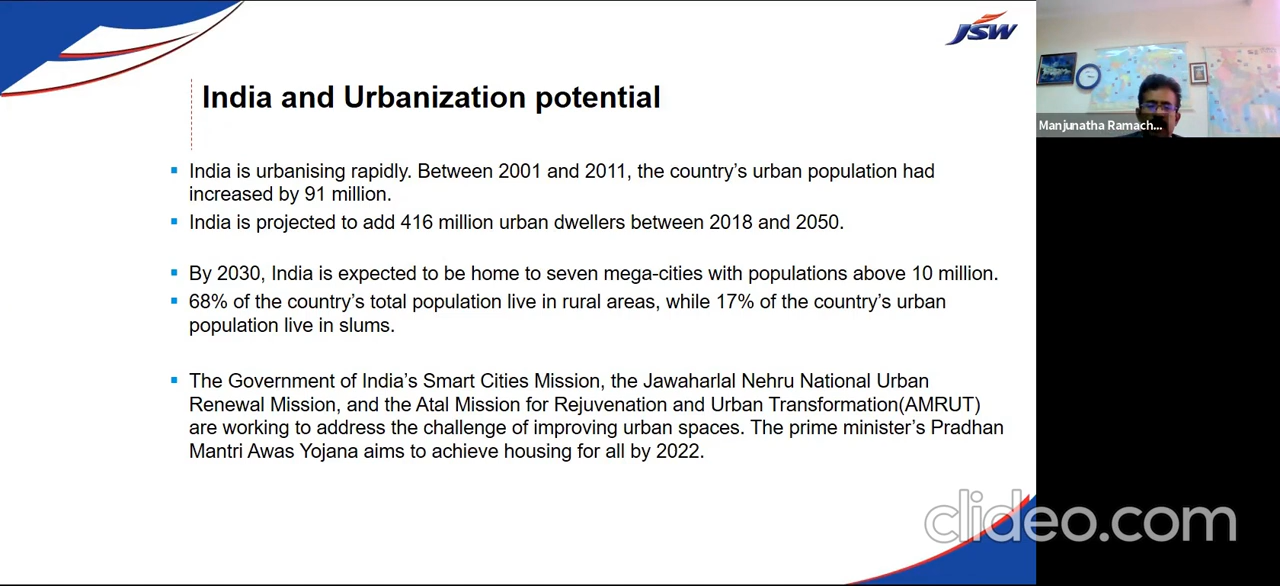 JSW
India and Urbanization potential
India is urbanising rapidly. Between 2001 and 2011, the country's urban population had
increased by 91 million.
India is projected to add 416 million urban dwellers between 2018 and 2050.
By 2030, India is expected to be home to seven mega-cities with populations above 10 million.
68% of the country's total population live in rural areas, while 17% of the country's urban
population live in slums.
The Government of India's Smart Cities Mission, the Jawaharlal Nehru National Urban
Renewal Mission, and the Atal Mission for Rejuvenation and Urban Transformation(AMRUT)
are working to address the challenge of improving urban spaces. The prime minister's Pradhan
Mantri Awas Yojana aims to achieve housing for all by 2022.
Manjunatha Ramach...
clideo.com